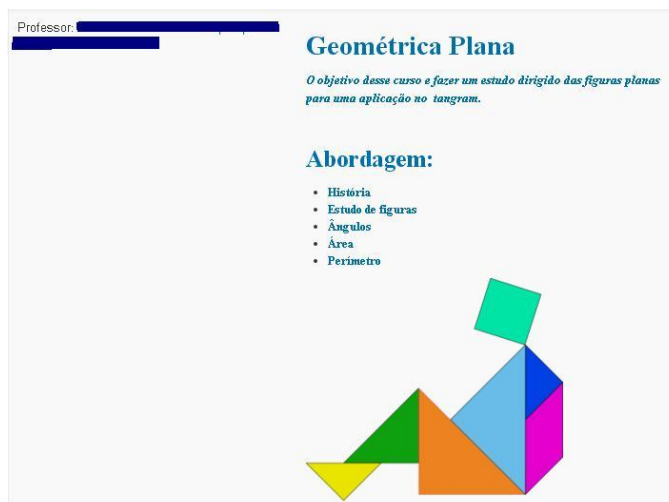 Professor:
Geométrica Plana
O objetivo desse curso e fazer um estudo dirigido das figuras planas
para uma aplicação no tangram.
Abordagem:
• História
• Estudo de figuras
• Ângulos
• Área
• Perímetro